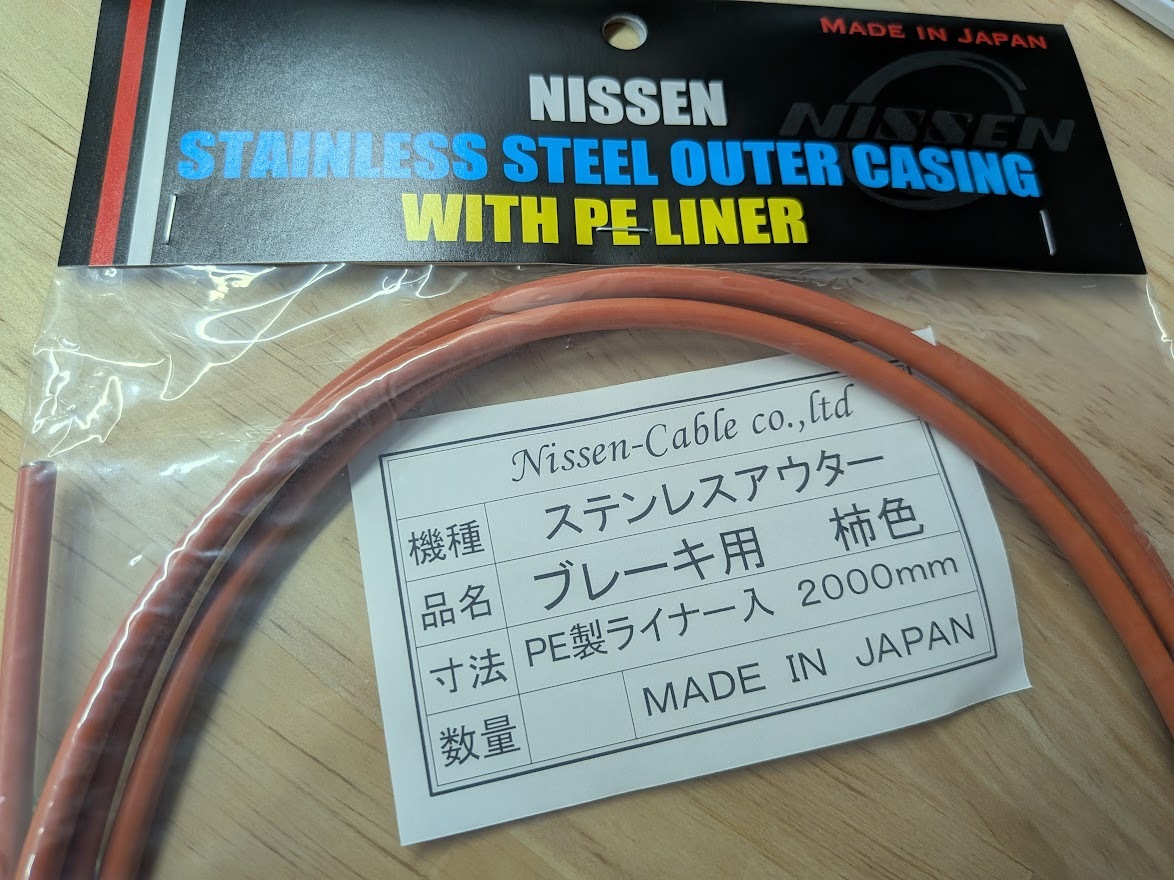 MADE IN JAPAN
NISSEN
NISSEN
STAINLESS STEEL OUTER CASING
WITH PE LINER
Nissen-Cable co.,ltd
機種 ステンレスアウター
品名 ブレーキ用 柿色
寸法 PE製ライナー入 2000mm
数量 MADE IN JAPAN